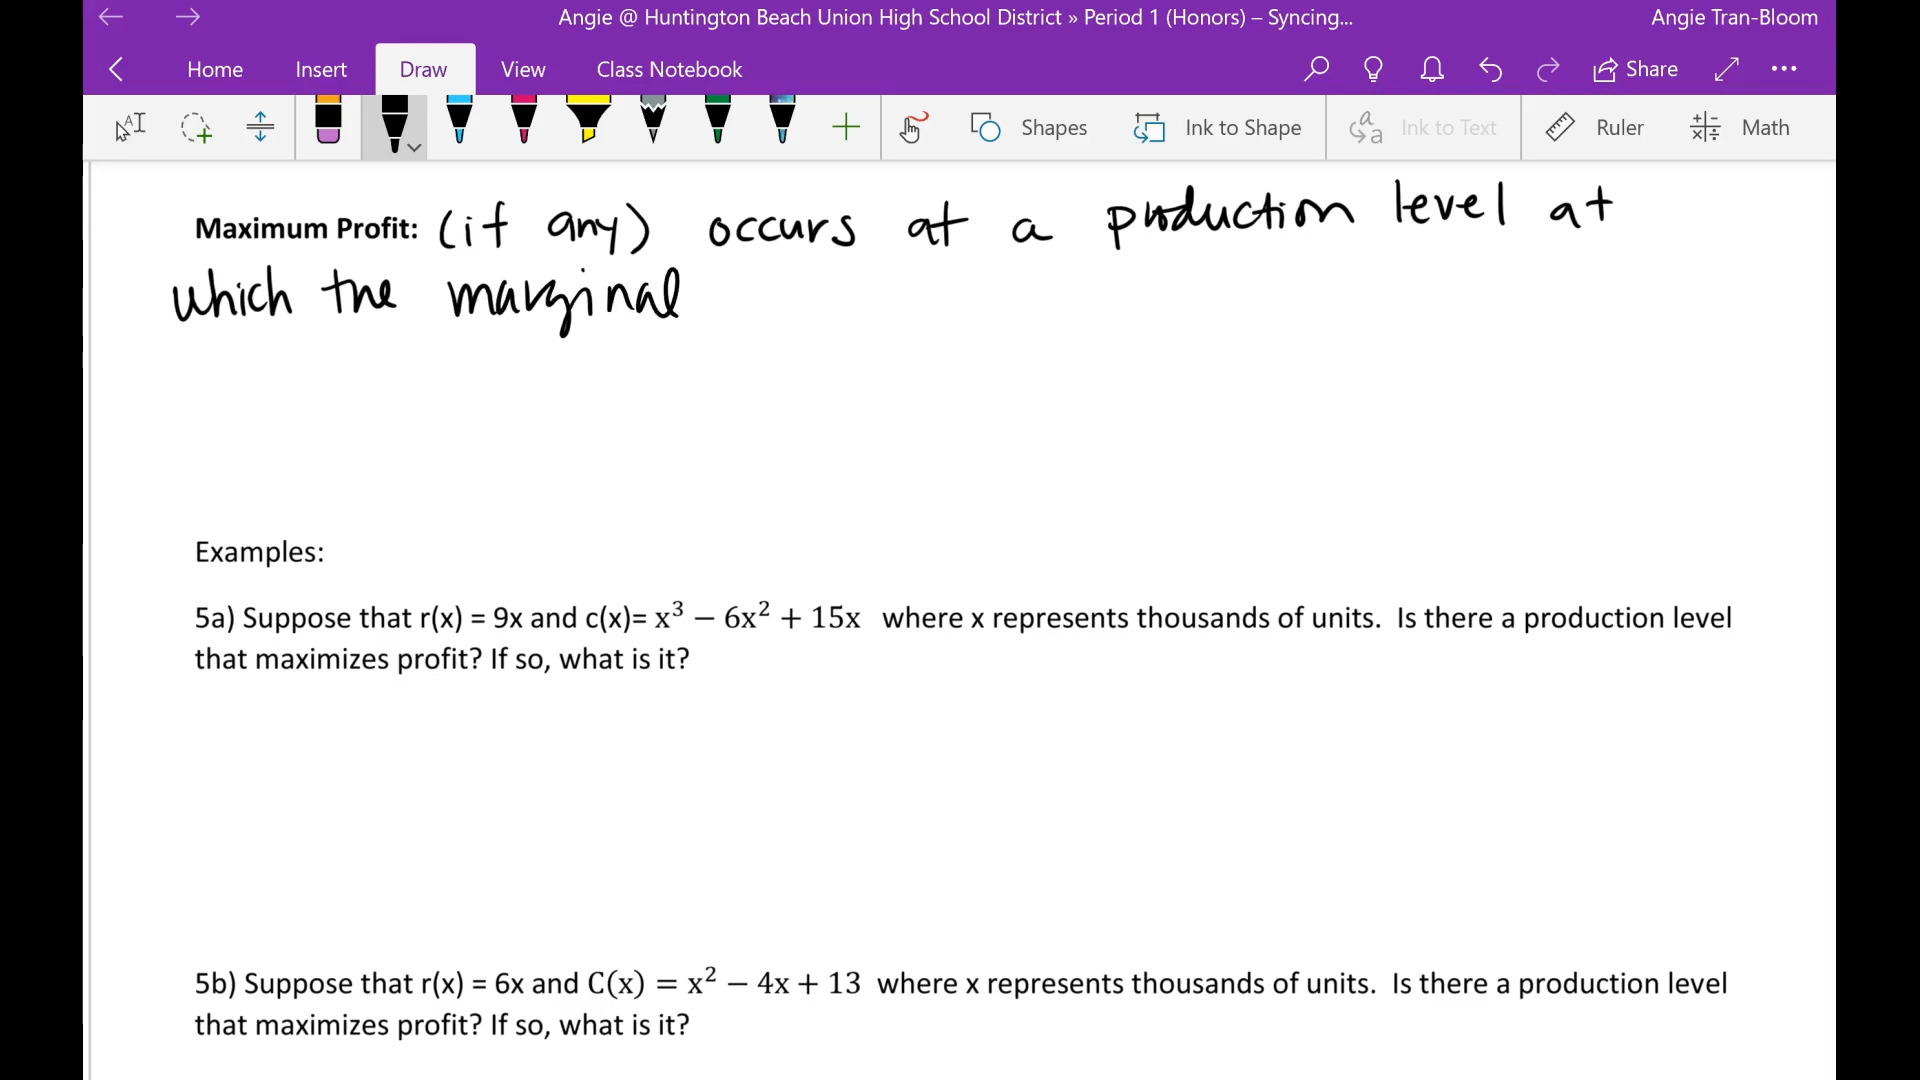 Angie @ Huntington Beach Union High School District » Period 1 (Honors) – Syncing...
Angie Tran-Bloom
Home Insert Draw View Class Notebook Share
Shapes Ink to Shape Ink to Text Ruler Math
Maximum Profit: (if any) occurs at a production level at
which the marginal
Examples:
5a) Suppose that r(x) = 9x and c(x)= x³ − 6x² + 15x where x represents thousands of units. Is there a production level
that maximizes profit? If so, what is it?
5b) Suppose that r(x) = 6x and C(x) = x² − 4x + 13 where x represents thousands of units. Is there a production level
that maximizes profit? If so, what is it?